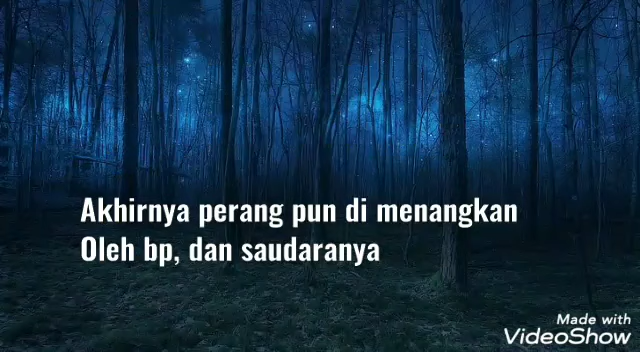 Akhirnya perang pun di menangkan
Oleh bp, dan saudaranya
Made with
VideoShow